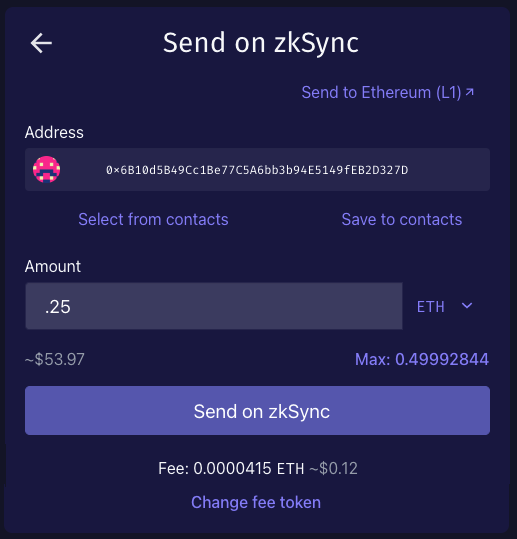 Send on zkSync
Send to Ethereum (L1)↗
Address
0×6B10d5B49Cc1Be77C5A6bb3b94E5149fEB2D327D
Select from contacts Save to contacts
Amount
.25 ETH
~$53.97 Max: 0.49992844
Send on zkSync
Fee: 0.0000415 ETH ~$0.12
Change fee token